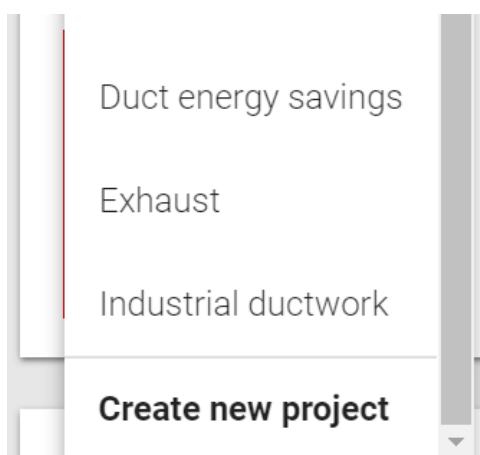 Duct energy savings
Exhaust
Industrial ductwork
Create new project